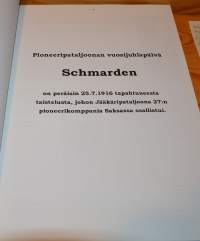 Pioneeripataljoonan vuosijuhlapäivä
Schmarden
on peräisin 25.7.1916 tapahtuneesta
taistelusta, johon Jääkäripataljoona 27:n
pioneerikomppania Saksassa osallistui.